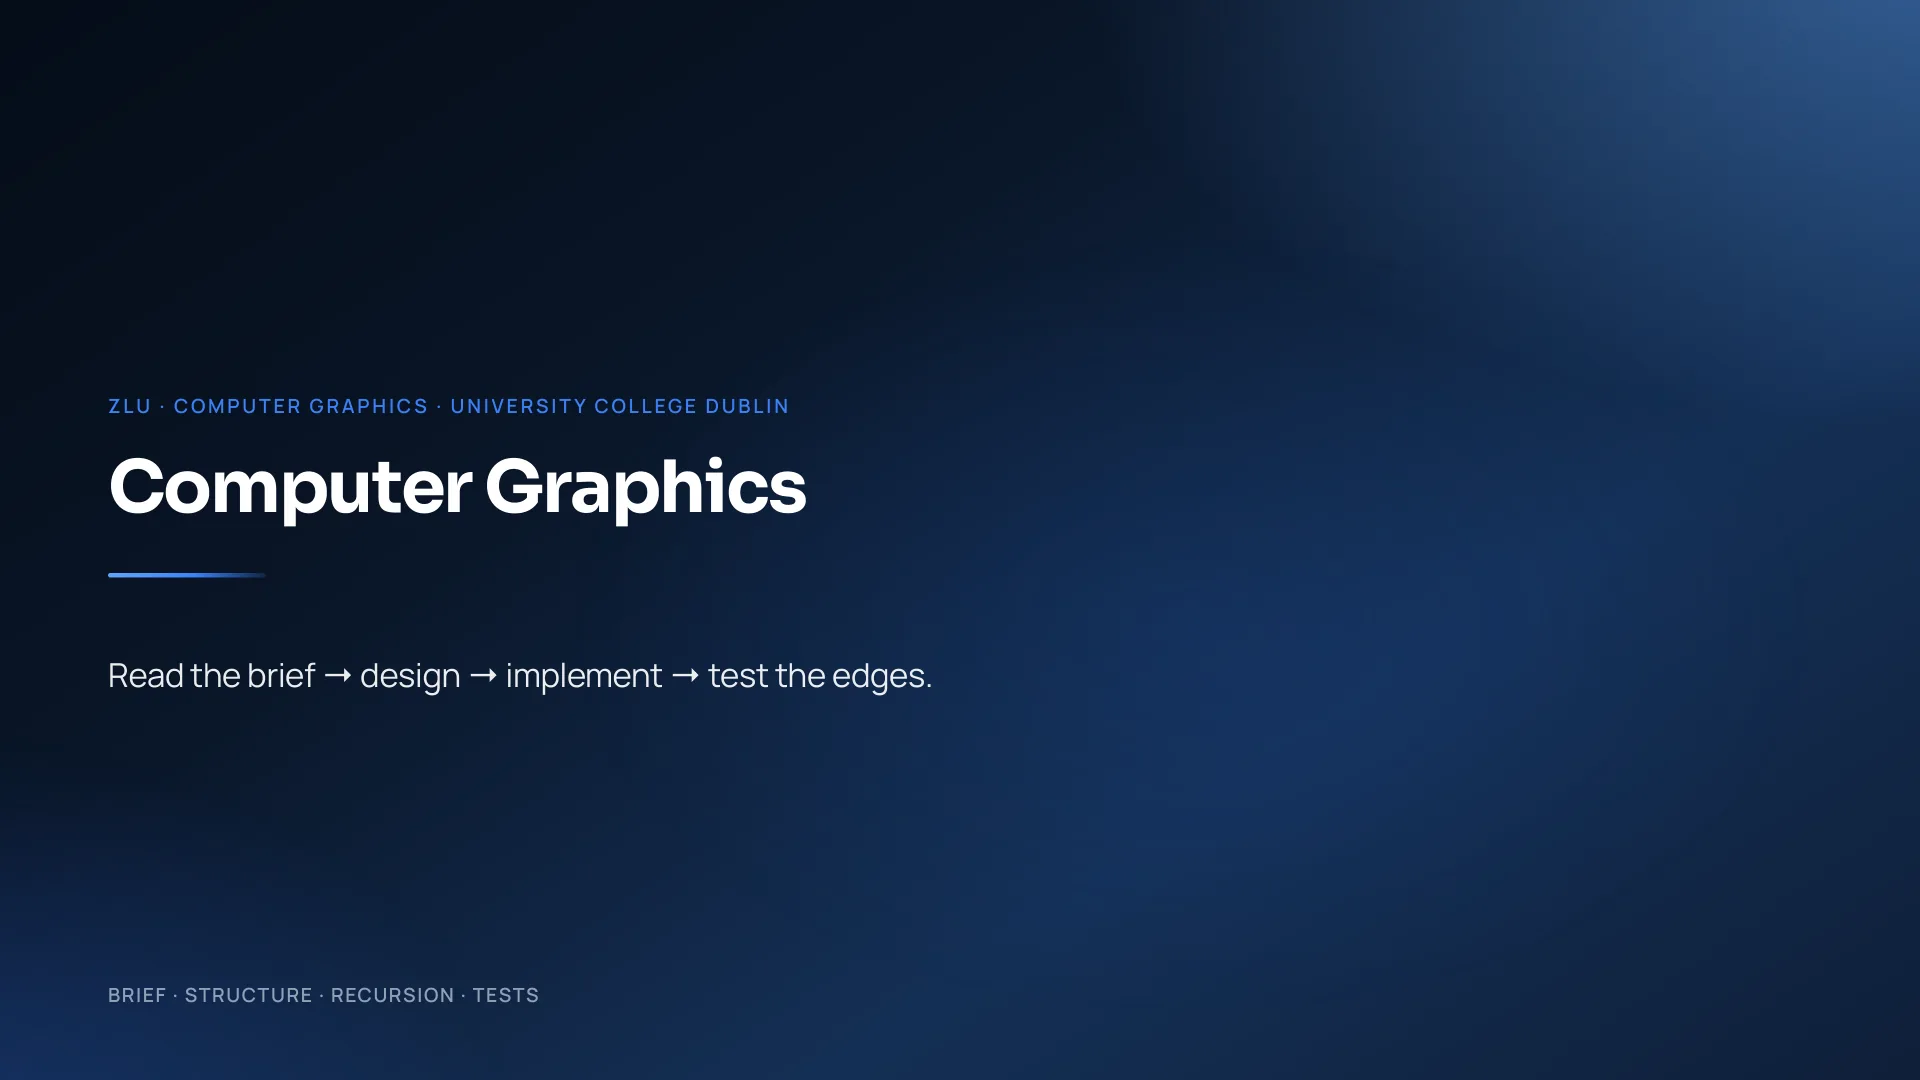 ZLU · COMPUTER GRAPHICS · UNIVERSITY COLLEGE DUBLIN
Computer Graphics
Read the brief → design → implement → test the edges.
BRIEF · STRUCTURE · RECURSION · TESTS